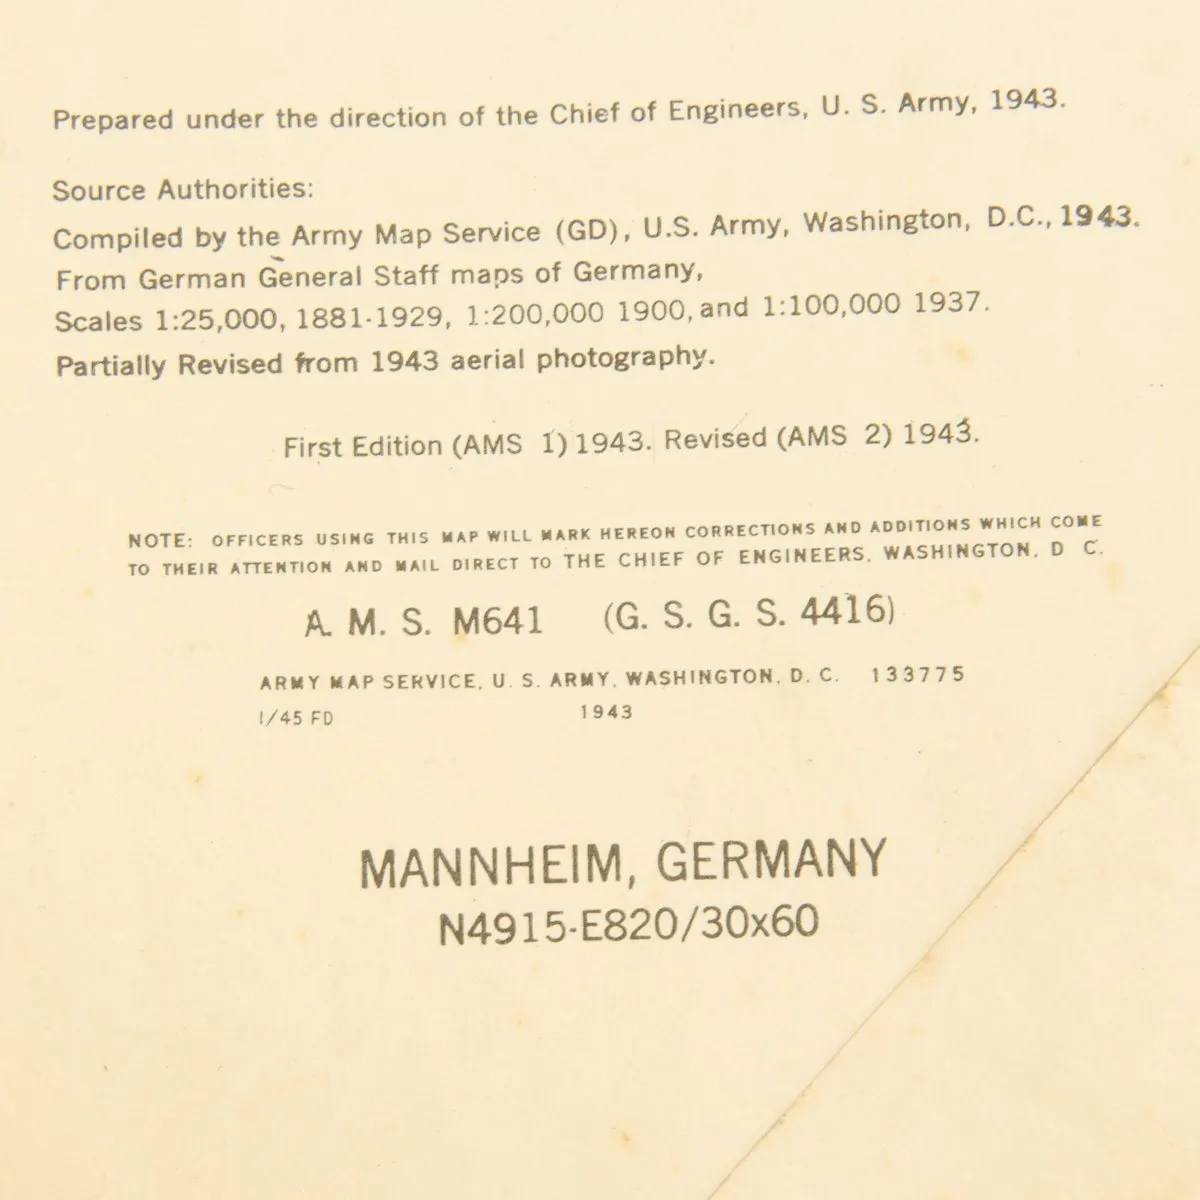 Prepared under the direction of the Chief of Engineers, U. S. Army, 1943.
Source Authorities:
Compiled by the Army Map Service (GD), U.S. Army, Washington, D.C., 1943.
From German General Staff maps of Germany,
Scales 1:25,000, 1881-1929, 1:200,000 1900, and 1:100,000 1937.
Partially Revised from 1943 aerial photography.
First Edition (AMS 1) 1943. Revised (AMS 2) 1943.
NOTE: OFFICERS USING THIS MAP WILL MARK HEREON CORRECTIONS AND ADDITIONS WHICH COME
TO THEIR ATTENTION AND MAIL DIRECT TO THE CHIEF OF ENGINEERS, WASHINGTON, D C.
A. M. S. M641 (G. S. G. S. 4416)
ARMY MAP SERVICE, U. S. ARMY, WASHINGTON, D. C. 133775
1/45 FD 1943
MANNHEIM, GERMANY
N4915-E820/30x60